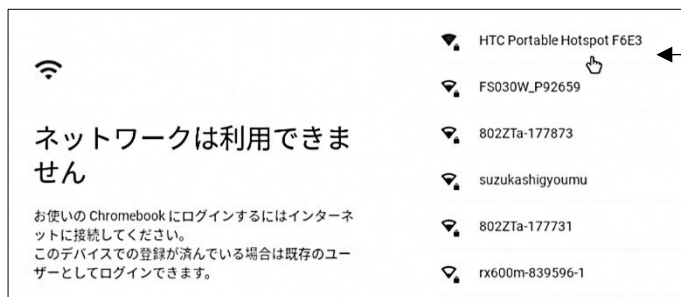 ネットワークは利用できま
せん
お使いの Chromebook にログインするにはインターネ
ットに接続してください。
このデバイスでの登録が済んでいる場合は既存のユー
ザーとしてログインできます。
HTC Portable Hotspot F6E3
FS030W_P92659
802ZTa-177873
suzukashigyoumu
802ZTa-177731
rx600m-839596-1